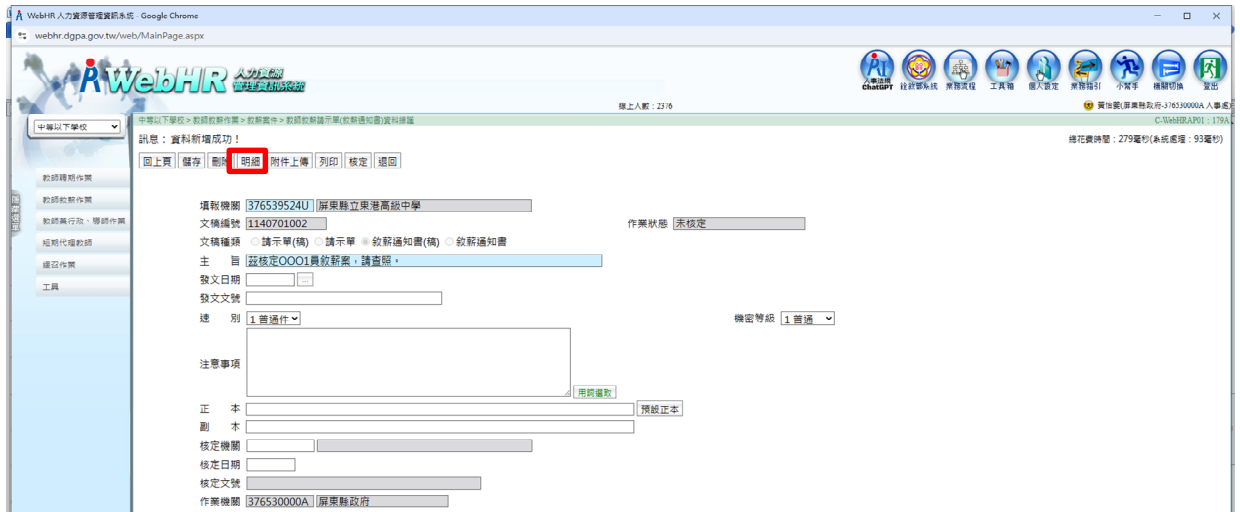 WebHR 人力資源管理資訊系統 - Google Chrome
webhr.dgpa.gov.tw/web/MainPage.aspx
WebHR 人力資源管理資訊系統
人事法規ChatGPT 銓敘部系統 業務流程 工具箱 個人設定 業務指引 小幫手 機關切換 登出
線上人數：2376
黃怡菱(屏東縣政府-376530000A 人事處)
中等以下學校
中等以下學校>教師敘薪作業>敘薪案件>教師敘薪請示單(敘薪通知書)資料維護
C-WebHRAP01：179A
訊息：資料新增成功！
總花費時間：279毫秒(系統處理：93毫秒)
回上頁 儲存 刪除 明細 附件上傳 列印 核定 退回
教師聘期作業
教師敘薪作業
教師兼行政、導師作業
短期代理教師
遴召作業
工具
填報機關 376539524U 屏東縣立東港高級中學
文稿編號 1140701002 作業狀態 未核定
文稿種類 請示單(稿) 請示單 敘薪通知書(稿) 敘薪通知書
主 旨 茲核定OOO1員敘薪案，請查照。
發文日期 ...
發文文號
速 別 1 普通件 機密等級 1 普通
注意事項
用詞選取
正 本 預設正本
副 本
核定機關
核定日期
核定文號
作業機關 376530000A 屏東縣政府